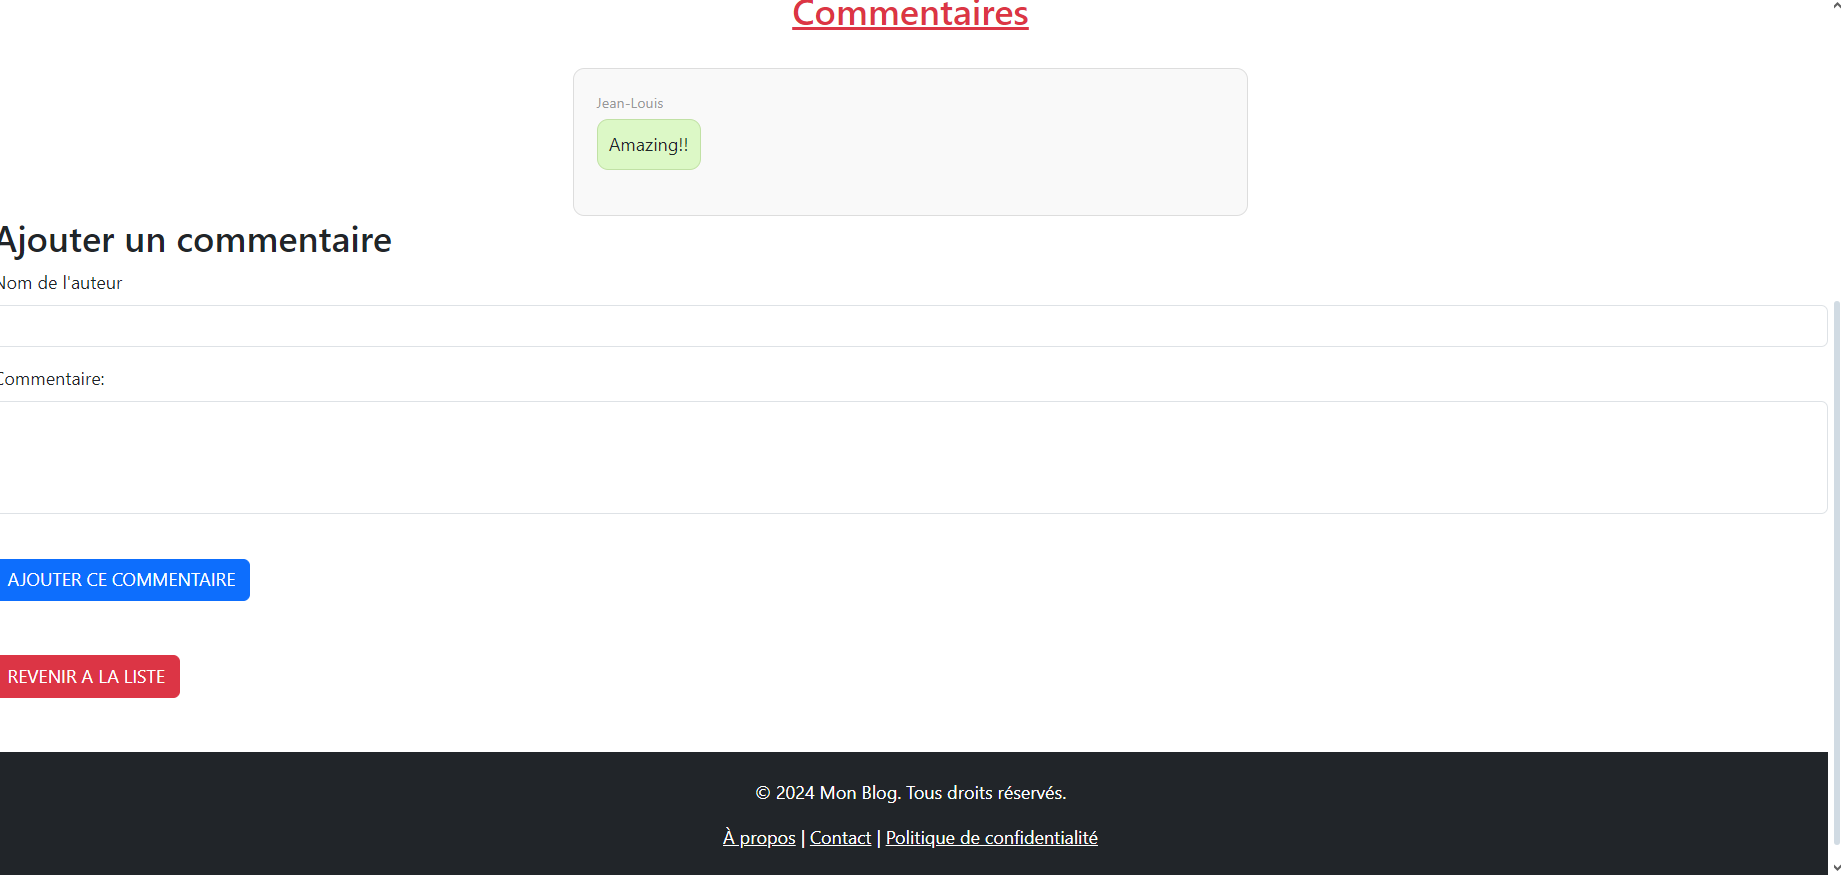 Commentaires
Jean-Louis
Amazing!!
Ajouter un commentaire
Nom de l'auteur
Commentaire:
AJOUTER CE COMMENTAIRE
REVENIR A LA LISTE
© 2024 Mon Blog. Tous droits réservés.
À propos | Contact | Politique de confidentialité